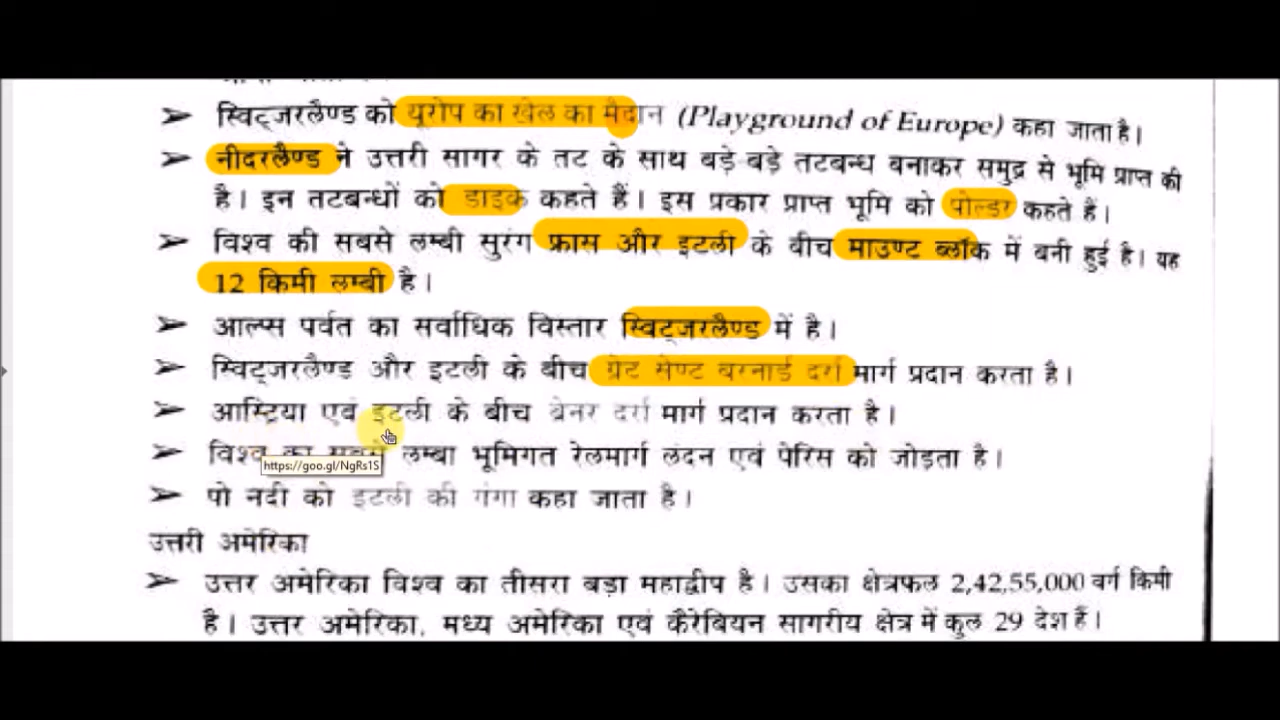 ➤ स्विट्जरलैण्ड को यूरोप का खेल का मैदान (Playground of Europe) कहा जाता है।
➤ नीदरलैण्ड ने उत्तरी सागर के तट के साथ बड़े-बड़े तटबन्ध बनाकर समुद्र से भूमि प्राप्त की
है। इन तटबन्धों को डाइक कहते हैं। इस प्रकार प्राप्त भूमि को पोल्डर कहते हैं।
➤ विश्व की सबसे लम्बी सुरंग फ्रास और इटली के बीच माउण्ट ब्लॉक में बनी हुई है। यह
12 किमी लम्बी है।
➤ आल्प्स पर्वत का सर्वाधिक विस्तार स्विट्जरलैण्ड में है।
➤ स्विट्जरलैण्ड और इटली के बीच ग्रेट सेण्ट बरनार्ड दर्रा मार्ग प्रदान करता है।
➤ आस्ट्रिया एवं इटली के बीच ब्रेनर दर्रा मार्ग प्रदान करता है।
➤ विश्व का सबसे लम्बा भूमिगत रेलमार्ग लंदन एवं पेरिस को जोड़ता है।
https://goo.gl/NgRs1S
➤ पो नदी को इटली की गंगा कहा जाता है।
उत्तरी अमेरिका
➤ उत्तर अमेरिका विश्व का तीसरा बड़ा महाद्वीप है। उसका क्षेत्रफल 2,42,55,000 वर्ग किमी
है। उत्तर अमेरिका, मध्य अमेरिका एवं कैरेबियन सागरीय क्षेत्र में कुल 29 देश हैं।